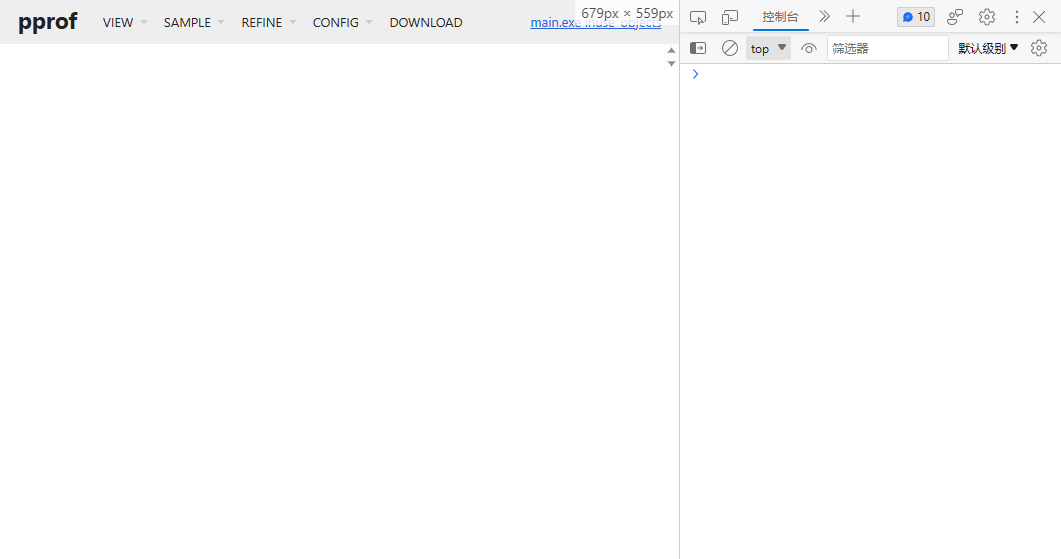 pprof VIEW SAMPLE REFINE CONFIG DOWNLOAD main.exe inuse_objects
679px × 559px
控制台 10
top 筛选器 默认级别